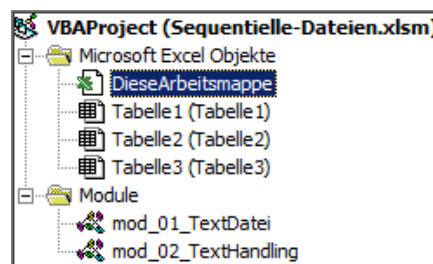 VBAProject (Sequentielle-Dateien.xlsm)
Microsoft Excel Objekte
DieseArbeitsmappe
Tabelle1 (Tabelle1)
Tabelle2 (Tabelle2)
Tabelle3 (Tabelle3)
Module
mod_01_TextDatei
mod_02_TextHandling